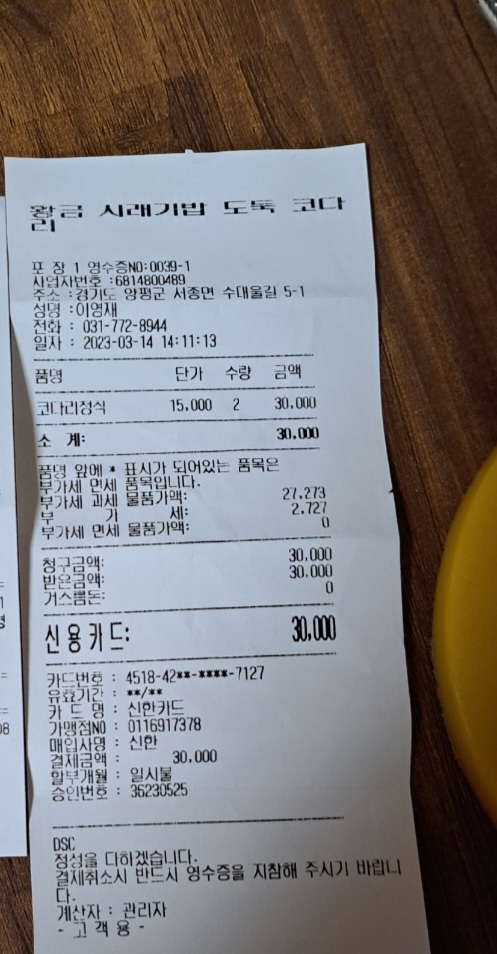 황금 시래기밥 도둑 코다
리
포 장 1 영수증NO:0039-1
사업자번호 :6814800489
주소 :경기도 양평군 서종면 수대울길 5-1
성명 :이영재
전화 : 031-772-8944
일자 : 2023-03-14 14:11:13
품명 단가 수량 금액
코다리정식 15,000 2 30,000
소 계: 30,000
품명 앞에 * 표시가 되어있는 품목은
부가세 면세 품목입니다.
부가세 과세 물품가액: 27,273
부 가 세: 2,727
부가세 면세 물품가액: 0
청구금액: 30,000
받은금액: 30,000
거스름돈: 0
신용카드: 30,000
카드번호 : 4518-42**-****-7127
유효기간 : **/**
카 드 명 : 신한카드
가맹점NO : 0116917378
매입사명 : 신한
결제금액 : 30,000
할부개월 : 일시불
승인번호 : 36230525
DSC
정성을 다하겠습니다.
결제취소시 반드시 영수증을 지참해 주시기 바랍니
다.
계산자 : 관리자
- 고 객 용 -